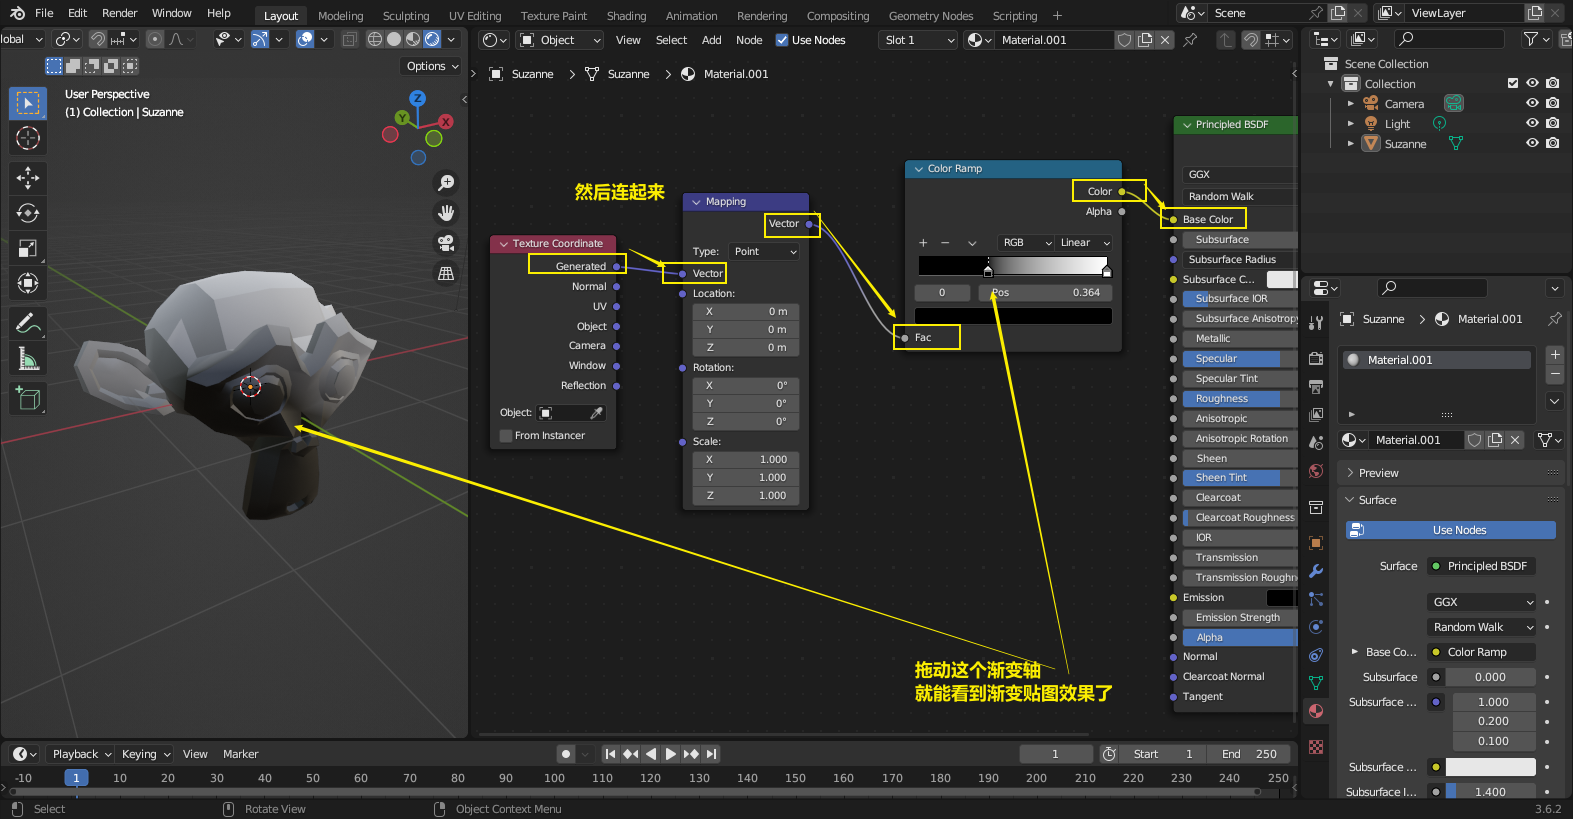 File Edit Render Window Help Layout Modeling Sculpting UV Editing Texture Paint Shading Animation Rendering Compositing Geometry Nodes Scripting + Scene ViewLayer
obal Object View Select Add Node Use Nodes Slot 1 Material.001
Options
Suzanne > Suzanne > Material.001
User Perspective
(1) Collection | Suzanne
Z
Y
X
然后连起来
Texture Coordinate
Generated
Normal
UV
Object
Camera
Window
Reflection
Object:
From Instancer
Mapping
Vector
Type: Point
Vector
Location:
X 0 m
Y 0 m
Z 0 m
Rotation:
X 0°
Y 0°
Z 0°
Scale:
X 1.000
Y 1.000
Z 1.000
Color Ramp
Color
Alpha
RGB Linear
0 Pos 0.364
Fac
拖动这个渐变轴
就能看到渐变贴图效果了
Principled BSDF
GGX
Random Walk
Base Color
Subsurface
Subsurface Radius
Subsurface C...
Subsurface IOR
Subsurface Anisotropy
Metallic
Specular
Specular Tint
Roughness
Anisotropic
Anisotropic Rotation
Sheen
Sheen Tint
Clearcoat
Clearcoat Roughness
IOR
Transmission
Transmission Roughn
Emission
Emission Strength
Alpha
Normal
Clearcoat Normal
Tangent
Scene Collection
Collection
Camera
Light
Suzanne
Suzanne > Material.001
Material.001
Material.001
Preview
Surface
Use Nodes
Surface Principled BSDF
GGX
Random Walk
Base Co... Color Ramp
Subsurface 0.000
Subsurface ... 1.000
0.200
0.100
Subsurface ...
Subsurface I... 1.400
Playback Keying View Marker 1 Start 1 End 250
-10 1 10 20 30 40 50 60 70 80 90 100 110 120 130 140 150 160 170 180 190 200 210 220 230 240 250
Select Rotate View Object Context Menu 3.6.2